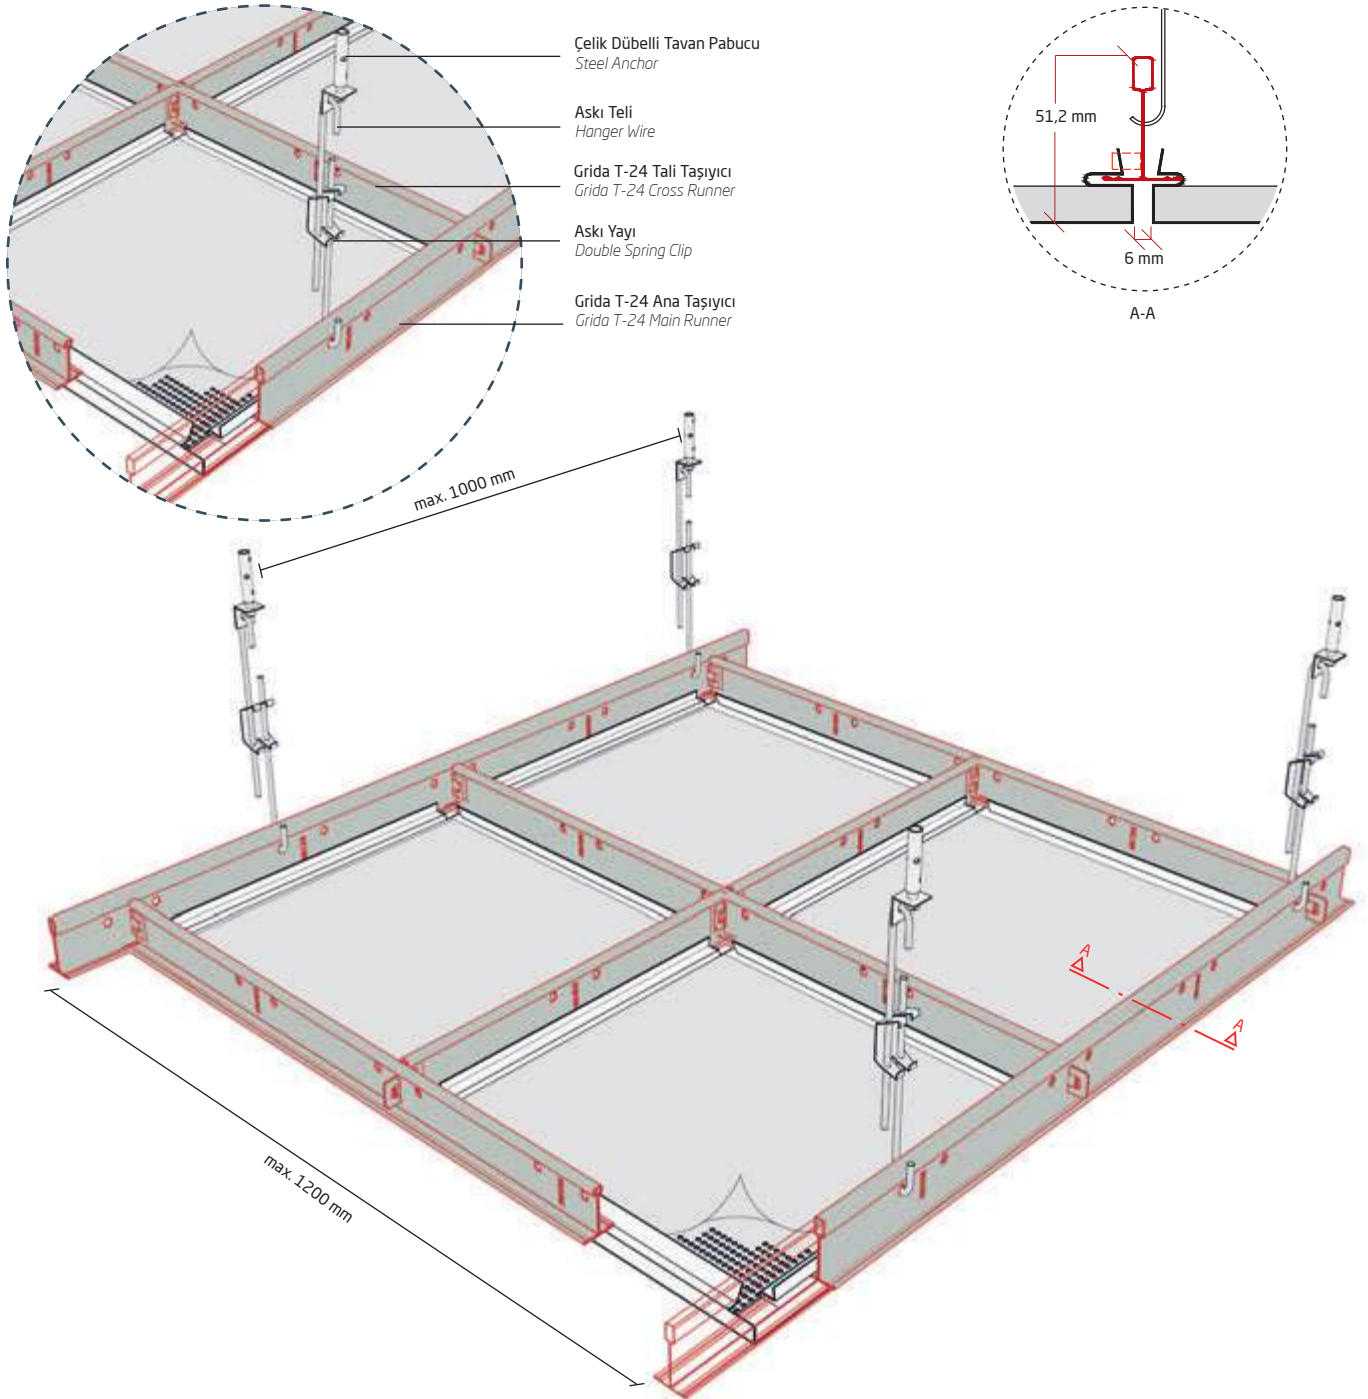 Çelik Dübelli Tavan Pabucu
Steel Anchor
Askı Teli
Hanger Wire
Grida T-24 Tali Taşıyıcı
Grida T-24 Cross Runner
Askı Yayı
Double Spring Clip
Grida T-24 Ana Taşıyıcı
Grida T-24 Main Runner
51,2 mm
6 mm
A-A
max. 1000 mm
A
A
max. 1200 mm